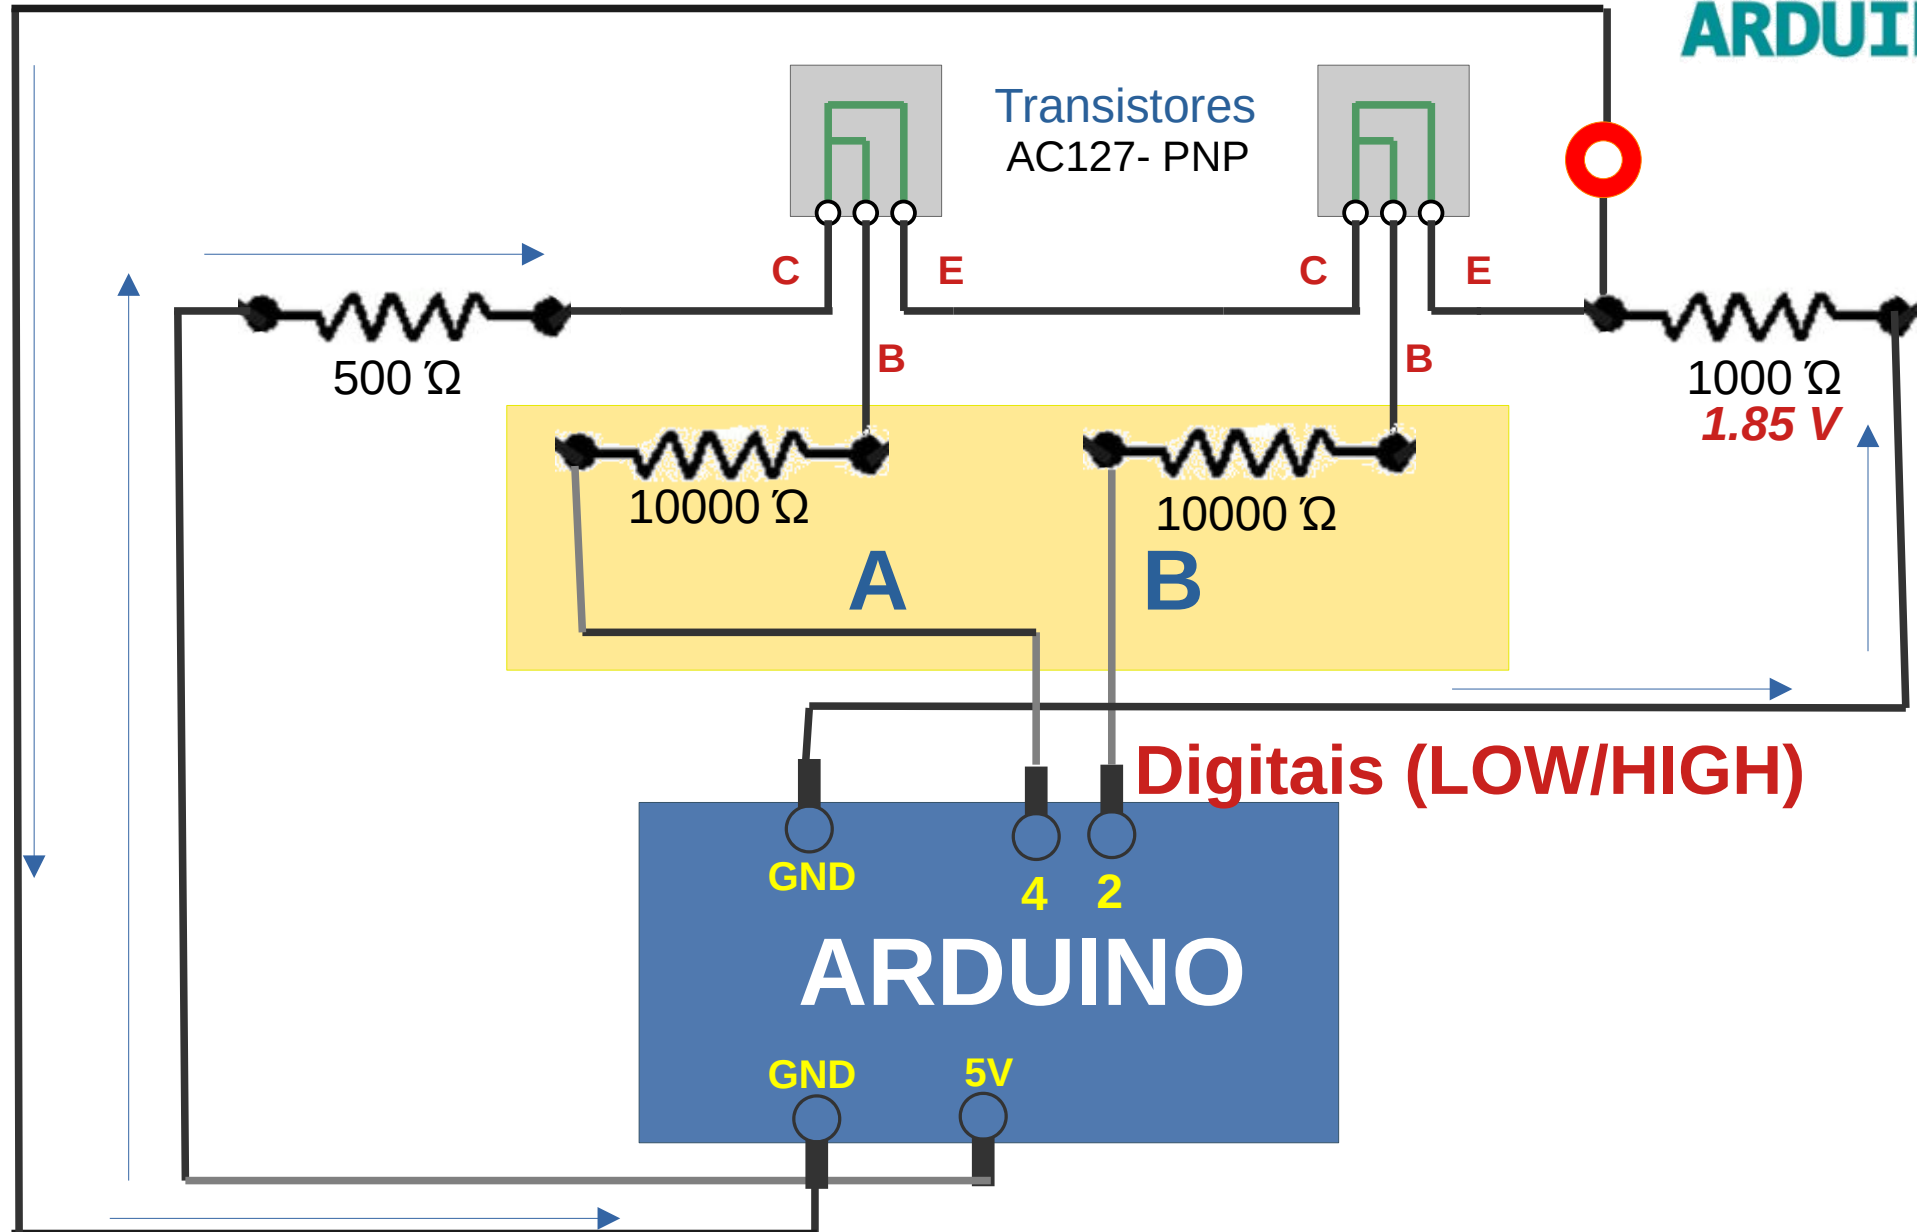 ARDUI
Transistores
AC127- PNP
C
E
C
E
B
B
500 Ώ
1000 Ώ
1.85 V
10000 Ώ
10000 Ώ
A
B
Digitais (LOW/HIGH)
GND
4
2
ARDUINO
GND
5V